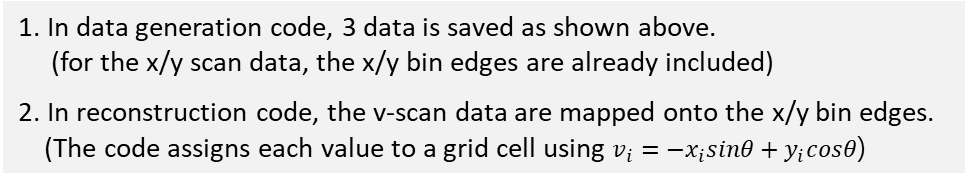 1. In data generation code, 3 data is saved as shown above.
(for the x/y scan data, the x/y bin edges are already included)
2. In reconstruction code, the v-scan data are mapped onto the x/y bin edges.
(The code assigns each value to a grid cell using 𝑣ᵢ = −𝑥ᵢ𝑠𝑖𝑛𝜃 + 𝑦ᵢ𝑐𝑜𝑠𝜃)